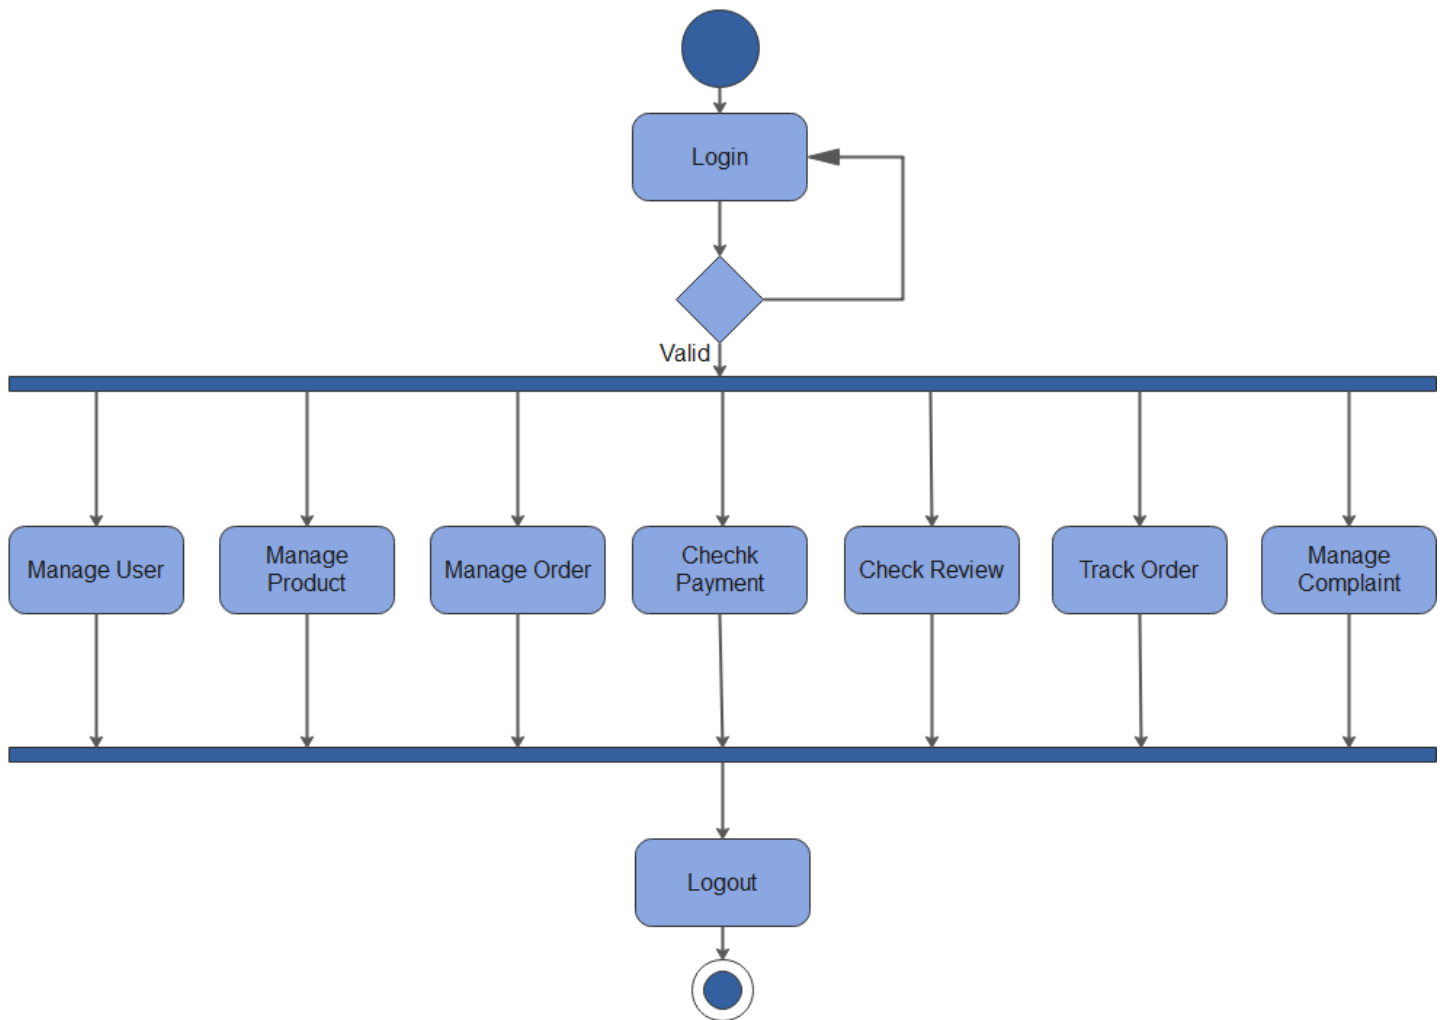 Login
Valid
Manage User
Manage
Product
Manage Order
Chechk
Payment
Check Review
Track Order
Manage
Complaint
Logout